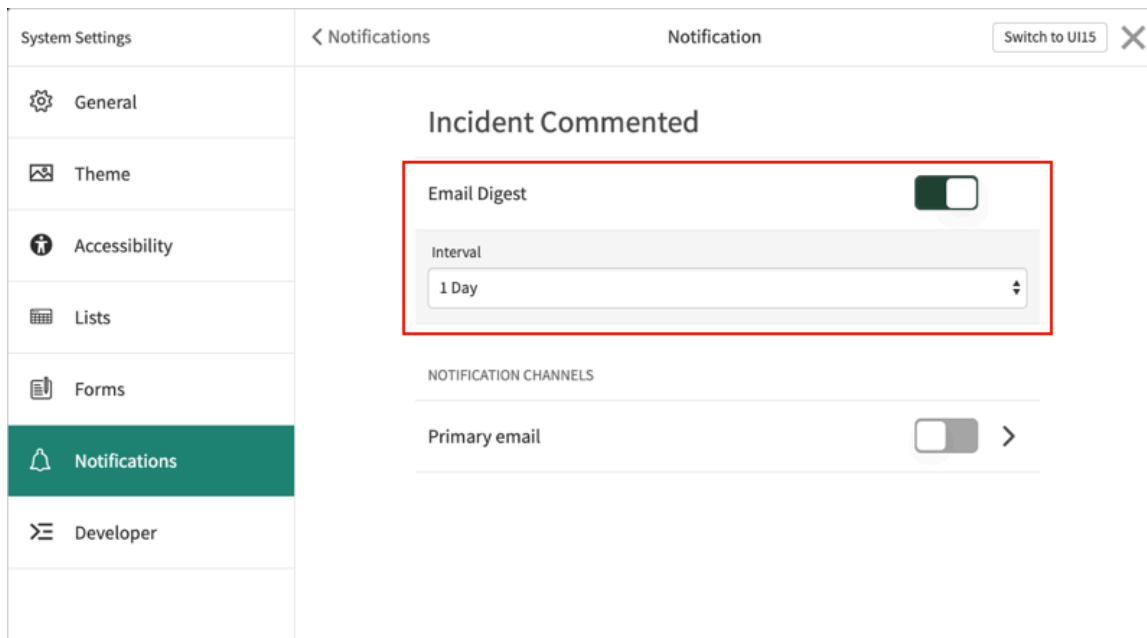 System Settings
Notifications
Notification
Switch to UI15
General
Theme
Accessibility
Lists
Forms
Notifications
Developer
Incident Commented
Email Digest
Interval
1 Day
NOTIFICATION CHANNELS
Primary email